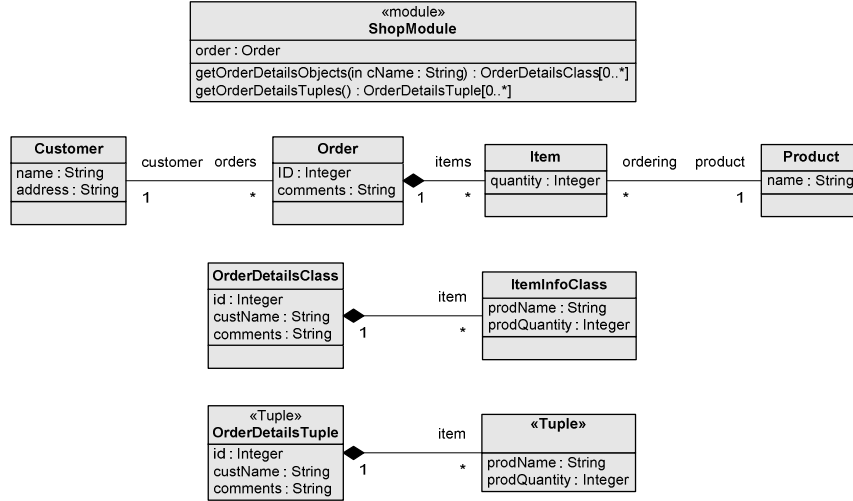 «module»
ShopModule
order : Order
getOrderDetailsObjects(in cName : String) : OrderDetailsClass[0..*]
getOrderDetailsTuples() : OrderDetailsTuple[0..*]
Customer
name : String
address : String
customer orders
1 *
Order
ID : Integer
comments : String
items
1 *
Item
quantity : Integer
ordering product
* 1
Product
name : String
OrderDetailsClass
id : Integer
custName : String
comments : String
item
1 *
ItemInfoClass
prodName : String
prodQuantity : Integer
«Tuple»
OrderDetailsTuple
id : Integer
custName : String
comments : String
item
1 *
«Tuple»
prodName : String
prodQuantity : Integer